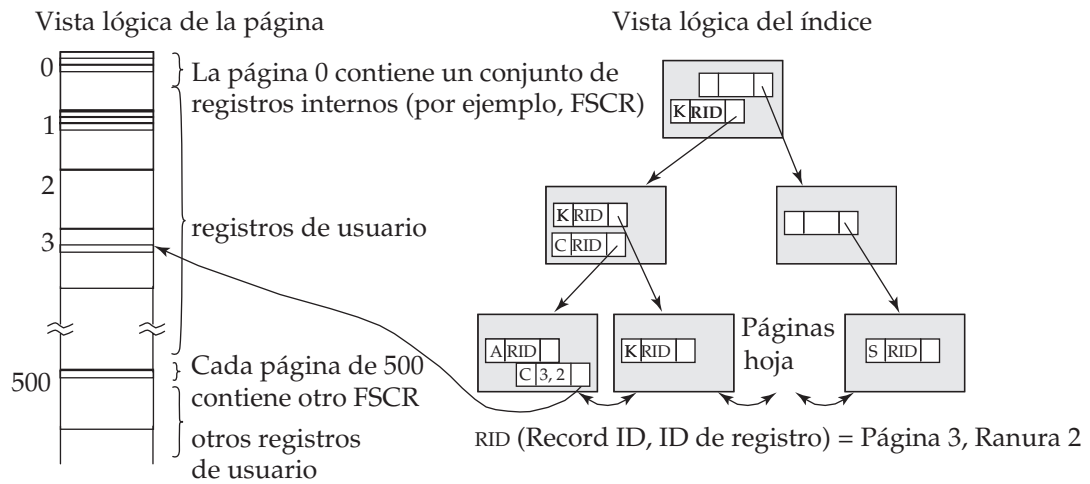 Vista lógica de la página
0
La página 0 contiene un conjunto de
registros internos (por ejemplo, FSCR)
1
2
registros de usuario
3
Cada página de 500
contiene otro FSCR
500
otros registros
de usuario
Vista lógica del índice
K RID
K RID
C RID
A RID
C 3, 2
K RID
Páginas
hoja
S RID
RID (Record ID, ID de registro) = Página 3, Ranura 2